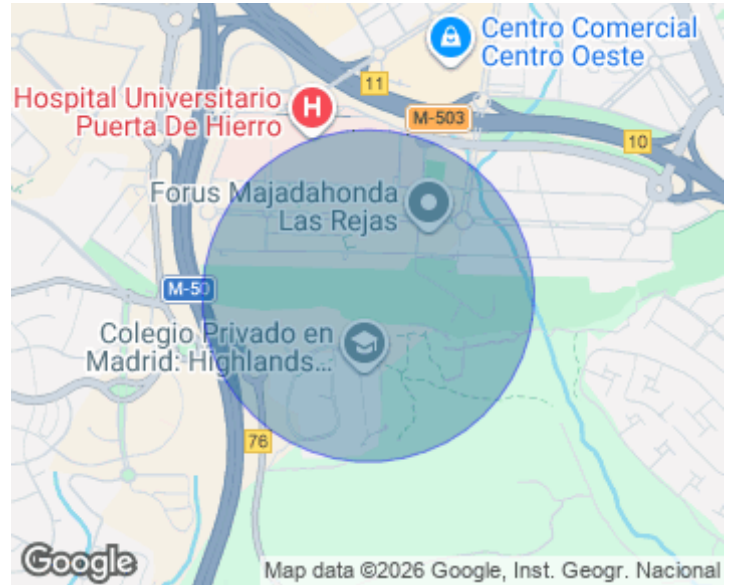 Centro Comercial
Centro Oeste
11
Hospital Universitario
Puerta De Hierro
H
M-503
10
Forus Majadahonda
Las Rejas
M-50
Colegio Privado en
Madrid: Highlands...
76
Google
Map data ©2026 Google, Inst. Geogr. Nacional